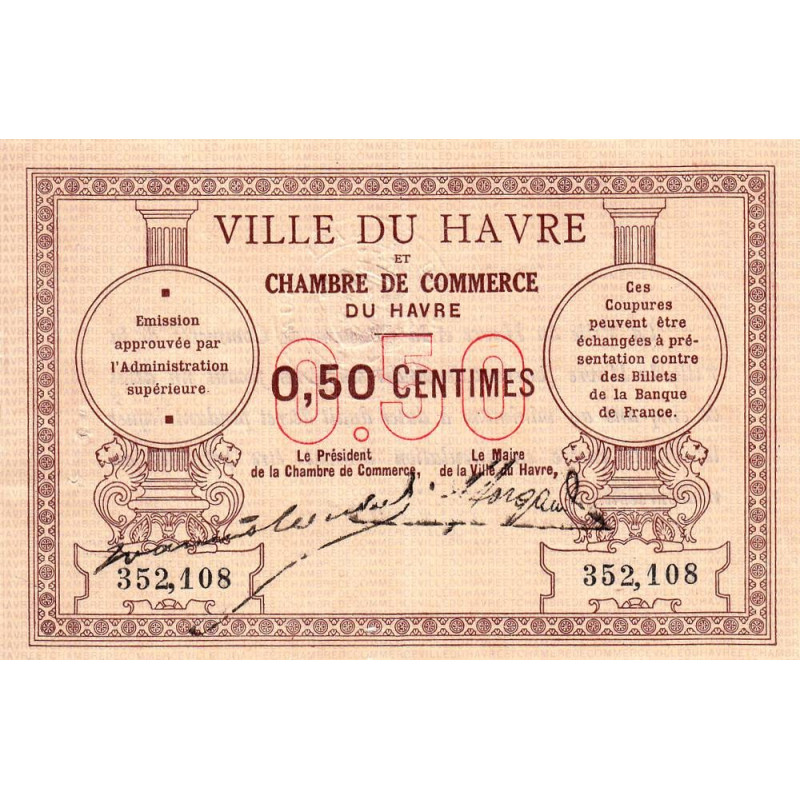 VILLE DU HAVRE
ET
CHAMBRE DE COMMERCE
DU HAVRE
Emission
approuvée par
l'Administration
supérieure.
Ces
Coupures
peuvent être
échangées à pré-
sentation contre
des Billets
de la Banque
de France.
0.50
0,50 CENTIMES
Le Président
de la Chambre de Commerce,
Le Maire
de la Ville du Havre,
Morgand
352,108
352,108